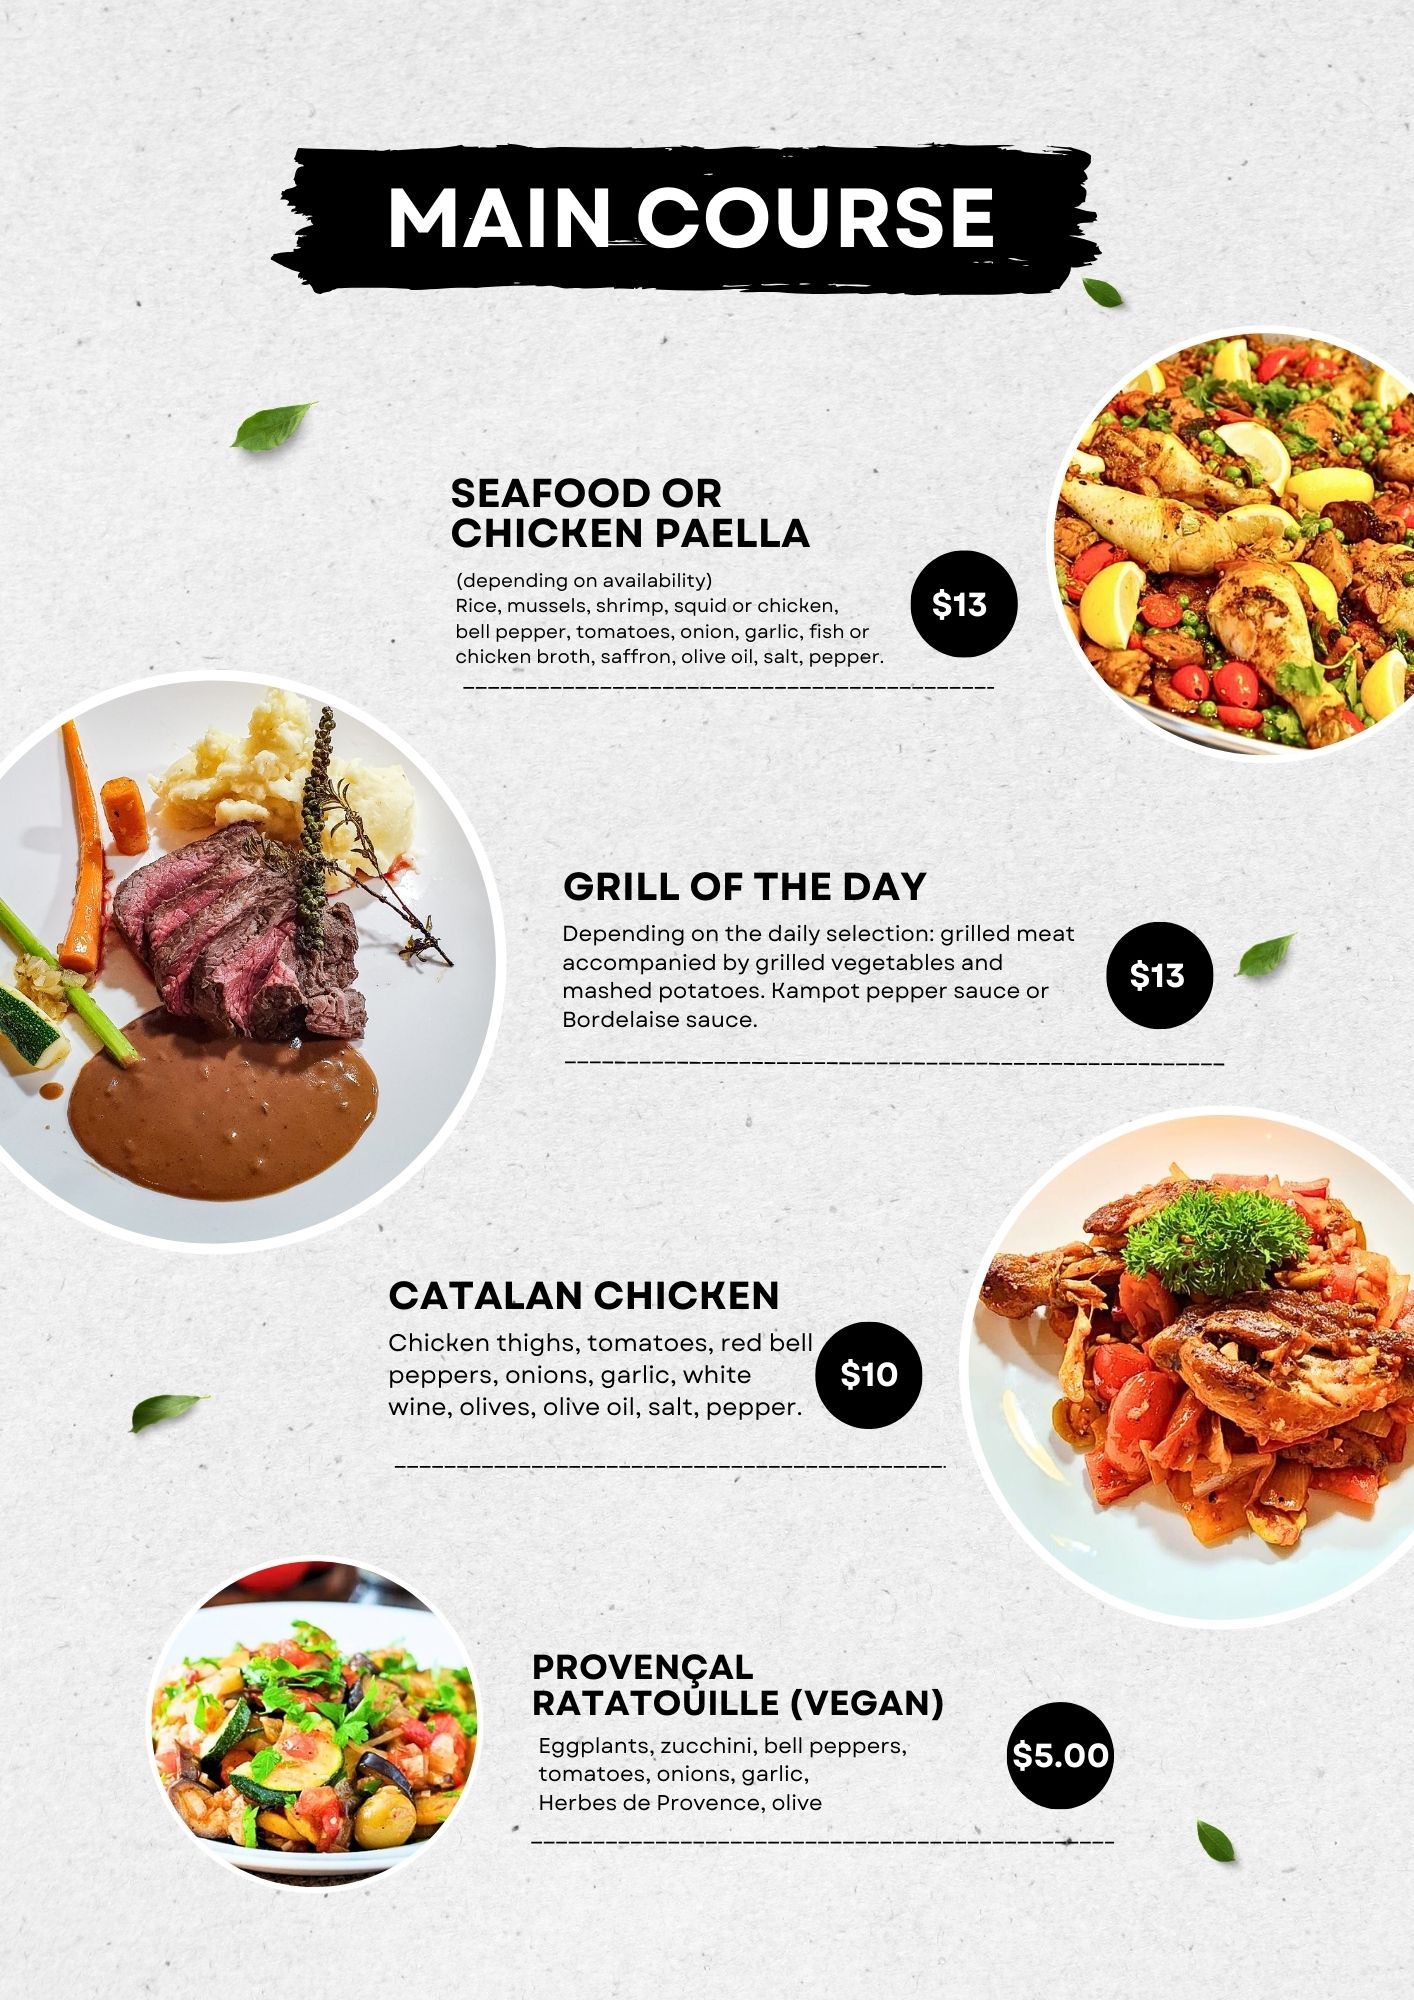 MAIN COURSE
SEAFOOD OR
CHICKEN PAELLA
(depending on availability)
Rice, mussels, shrimp, squid or chicken,
bell pepper, tomatoes, onion, garlic, fish or
chicken broth, saffron, olive oil, salt, pepper.
$13
GRILL OF THE DAY
Depending on the daily selection: grilled meat
accompanied by grilled vegetables and
mashed potatoes. Kampot pepper sauce or
Bordelaise sauce.
$13
CATALAN CHICKEN
Chicken thighs, tomatoes, red bell
peppers, onions, garlic, white
wine, olives, olive oil, salt, pepper.
$10
PROVENÇAL
RATATOUILLE (VEGAN)
Eggplants, zucchini, bell peppers,
tomatoes, onions, garlic,
Herbes de Provence, olive
$5.00